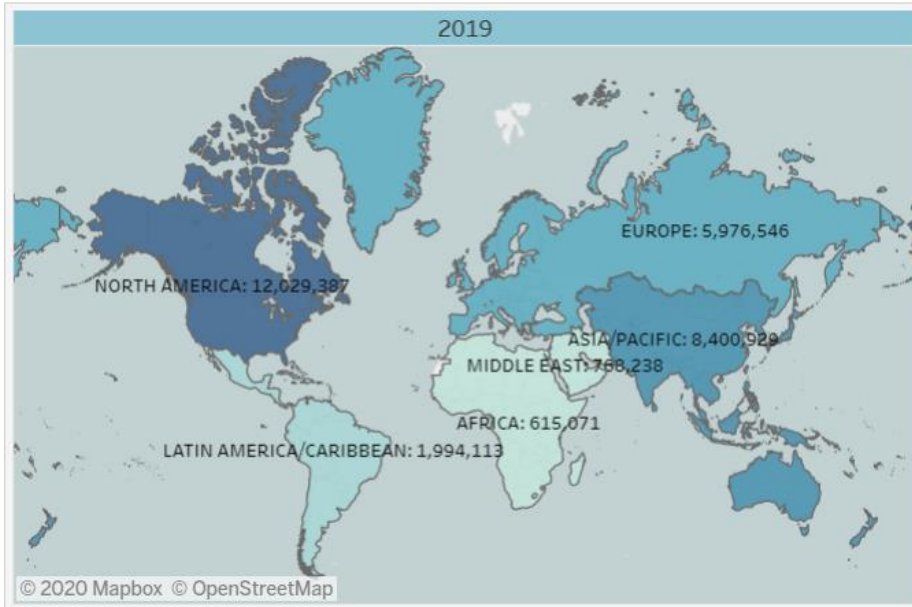 2019
EUROPE: 5,976,546
NORTH AMERICA: 12,029,387
ASIA/PACIFIC: 8,400,929
MIDDLE EAST: 768,238
AFRICA: 615,071
LATIN AMERICA/CARIBBEAN: 1,994,113
© 2020 Mapbox © OpenStreetMap